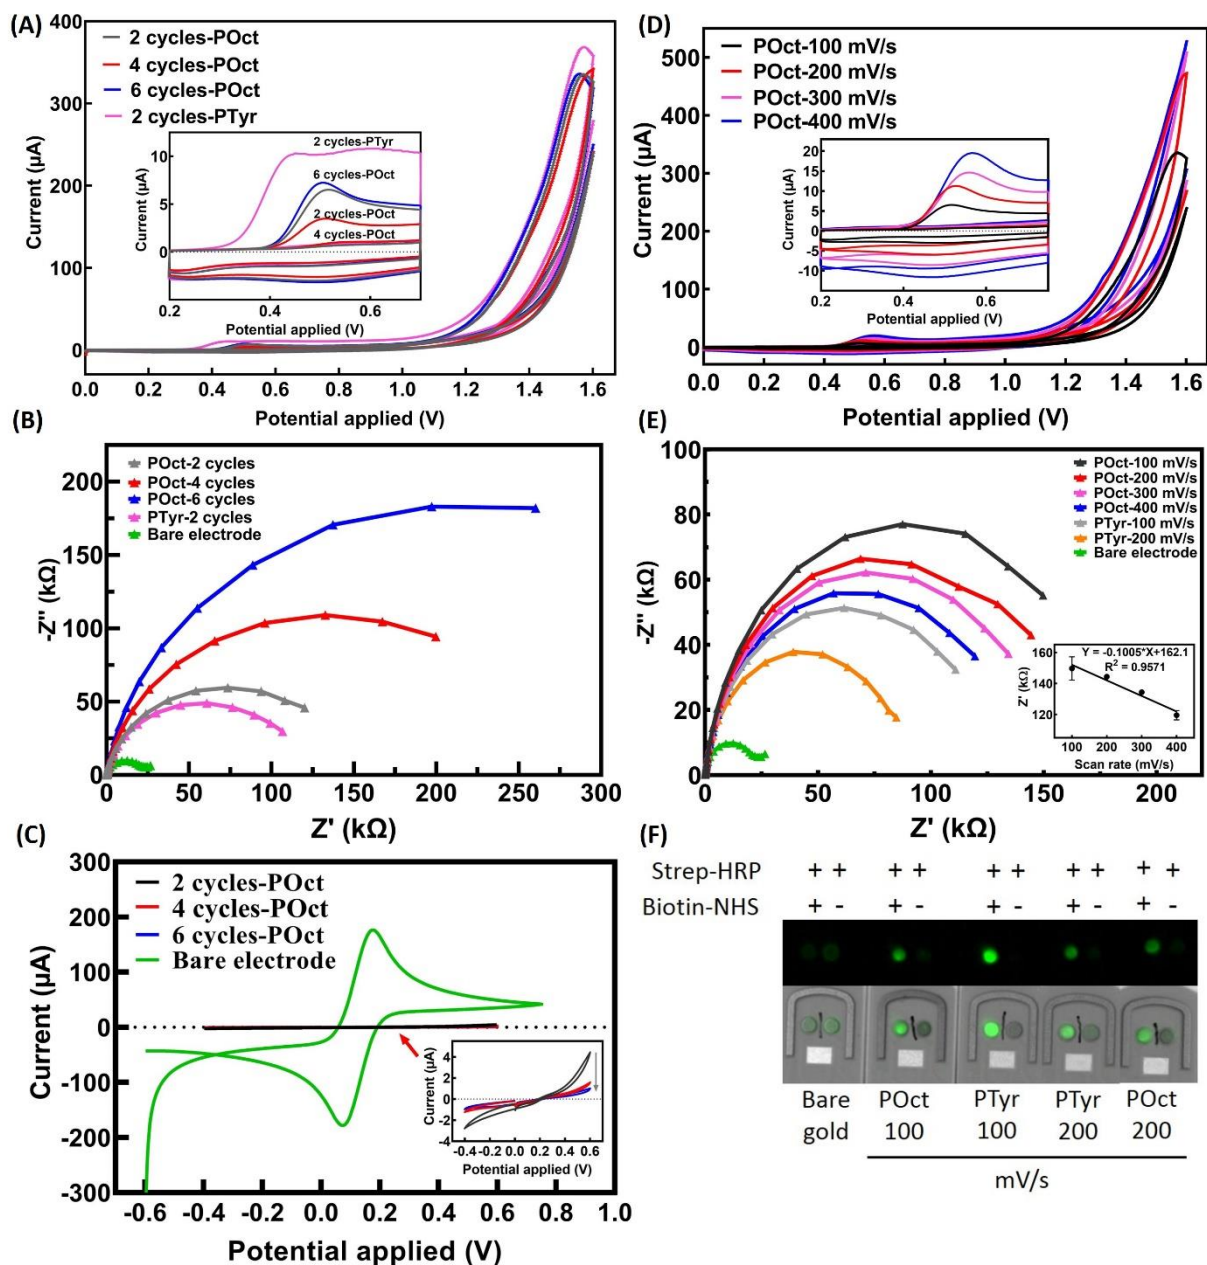 (A)
400
300
200
100
0
Current (µA)
2 cycles-POct
4 cycles-POct
6 cycles-POct
2 cycles-PTyr
10
5
0
Current (µA)
2 cycles-PTyr
6 cycles-POct
2 cycles-POct
4 cycles-POct
0.2 0.4 0.6
Potential applied (V)
0.0 0.2 0.4 0.6 0.8 1.0 1.2 1.4 1.6
Potential applied (V)
(D)
500
400
300
200
100
0
Current (µA)
POct-100 mV/s
POct-200 mV/s
POct-300 mV/s
POct-400 mV/s
20
15
10
5
0
-5
-10
Current (µA)
0.2 0.4 0.6
Potential applied (V)
0.0 0.2 0.4 0.6 0.8 1.0 1.2 1.4 1.6
Potential applied (V)
(B)
200
150
100
50
0
-Z'' (kΩ)
POct-2 cycles
POct-4 cycles
POct-6 cycles
PTyr-2 cycles
Bare electrode
0 50 100 150 200 250 300
Z' (kΩ)
(E)
100
80
60
40
20
0
-Z'' (kΩ)
POct-100 mV/s
POct-200 mV/s
POct-300 mV/s
POct-400 mV/s
PTyr-100 mV/s
PTyr-200 mV/s
Bare electrode
160
140
120
Z' (kΩ)
Y = -0.1005*X+162.1
R² = 0.9571
100 200 300 400
Scan rate (mV/s)
0 50 100 150 200
Z' (kΩ)
(C)
300
200
100
0
-100
-200
-300
Current (µA)
2 cycles-POct
4 cycles-POct
6 cycles-POct
Bare electrode
4
2
0
-2
-4
Current (µA)
-0.4 -0.2 0.0 0.2 0.4 0.6
Potential applied (V)
-0.6 -0.4 -0.2 0.0 0.2 0.4 0.6 0.8 1.0
Potential applied (V)
(F)
Strep-HRP + + + + + + + + + +
Biotin-NHS + - + - + - + - + -
Bare POct PTyr PTyr POct
gold 100 100 200 200
mV/s